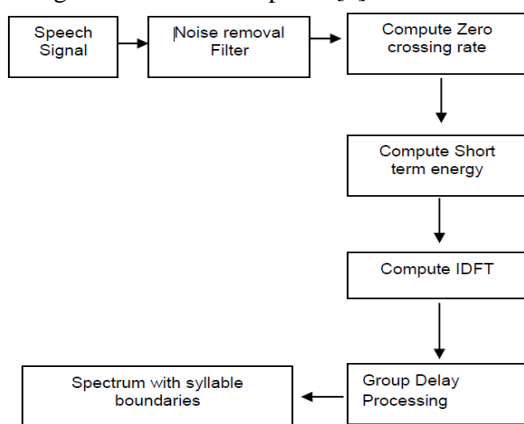 Speech
Signal
Noise removal
Filter
Compute Zero
crossing rate
Compute Short
term energy
Compute IDFT
Group Delay
Processing
Spectrum with syllable
boundaries